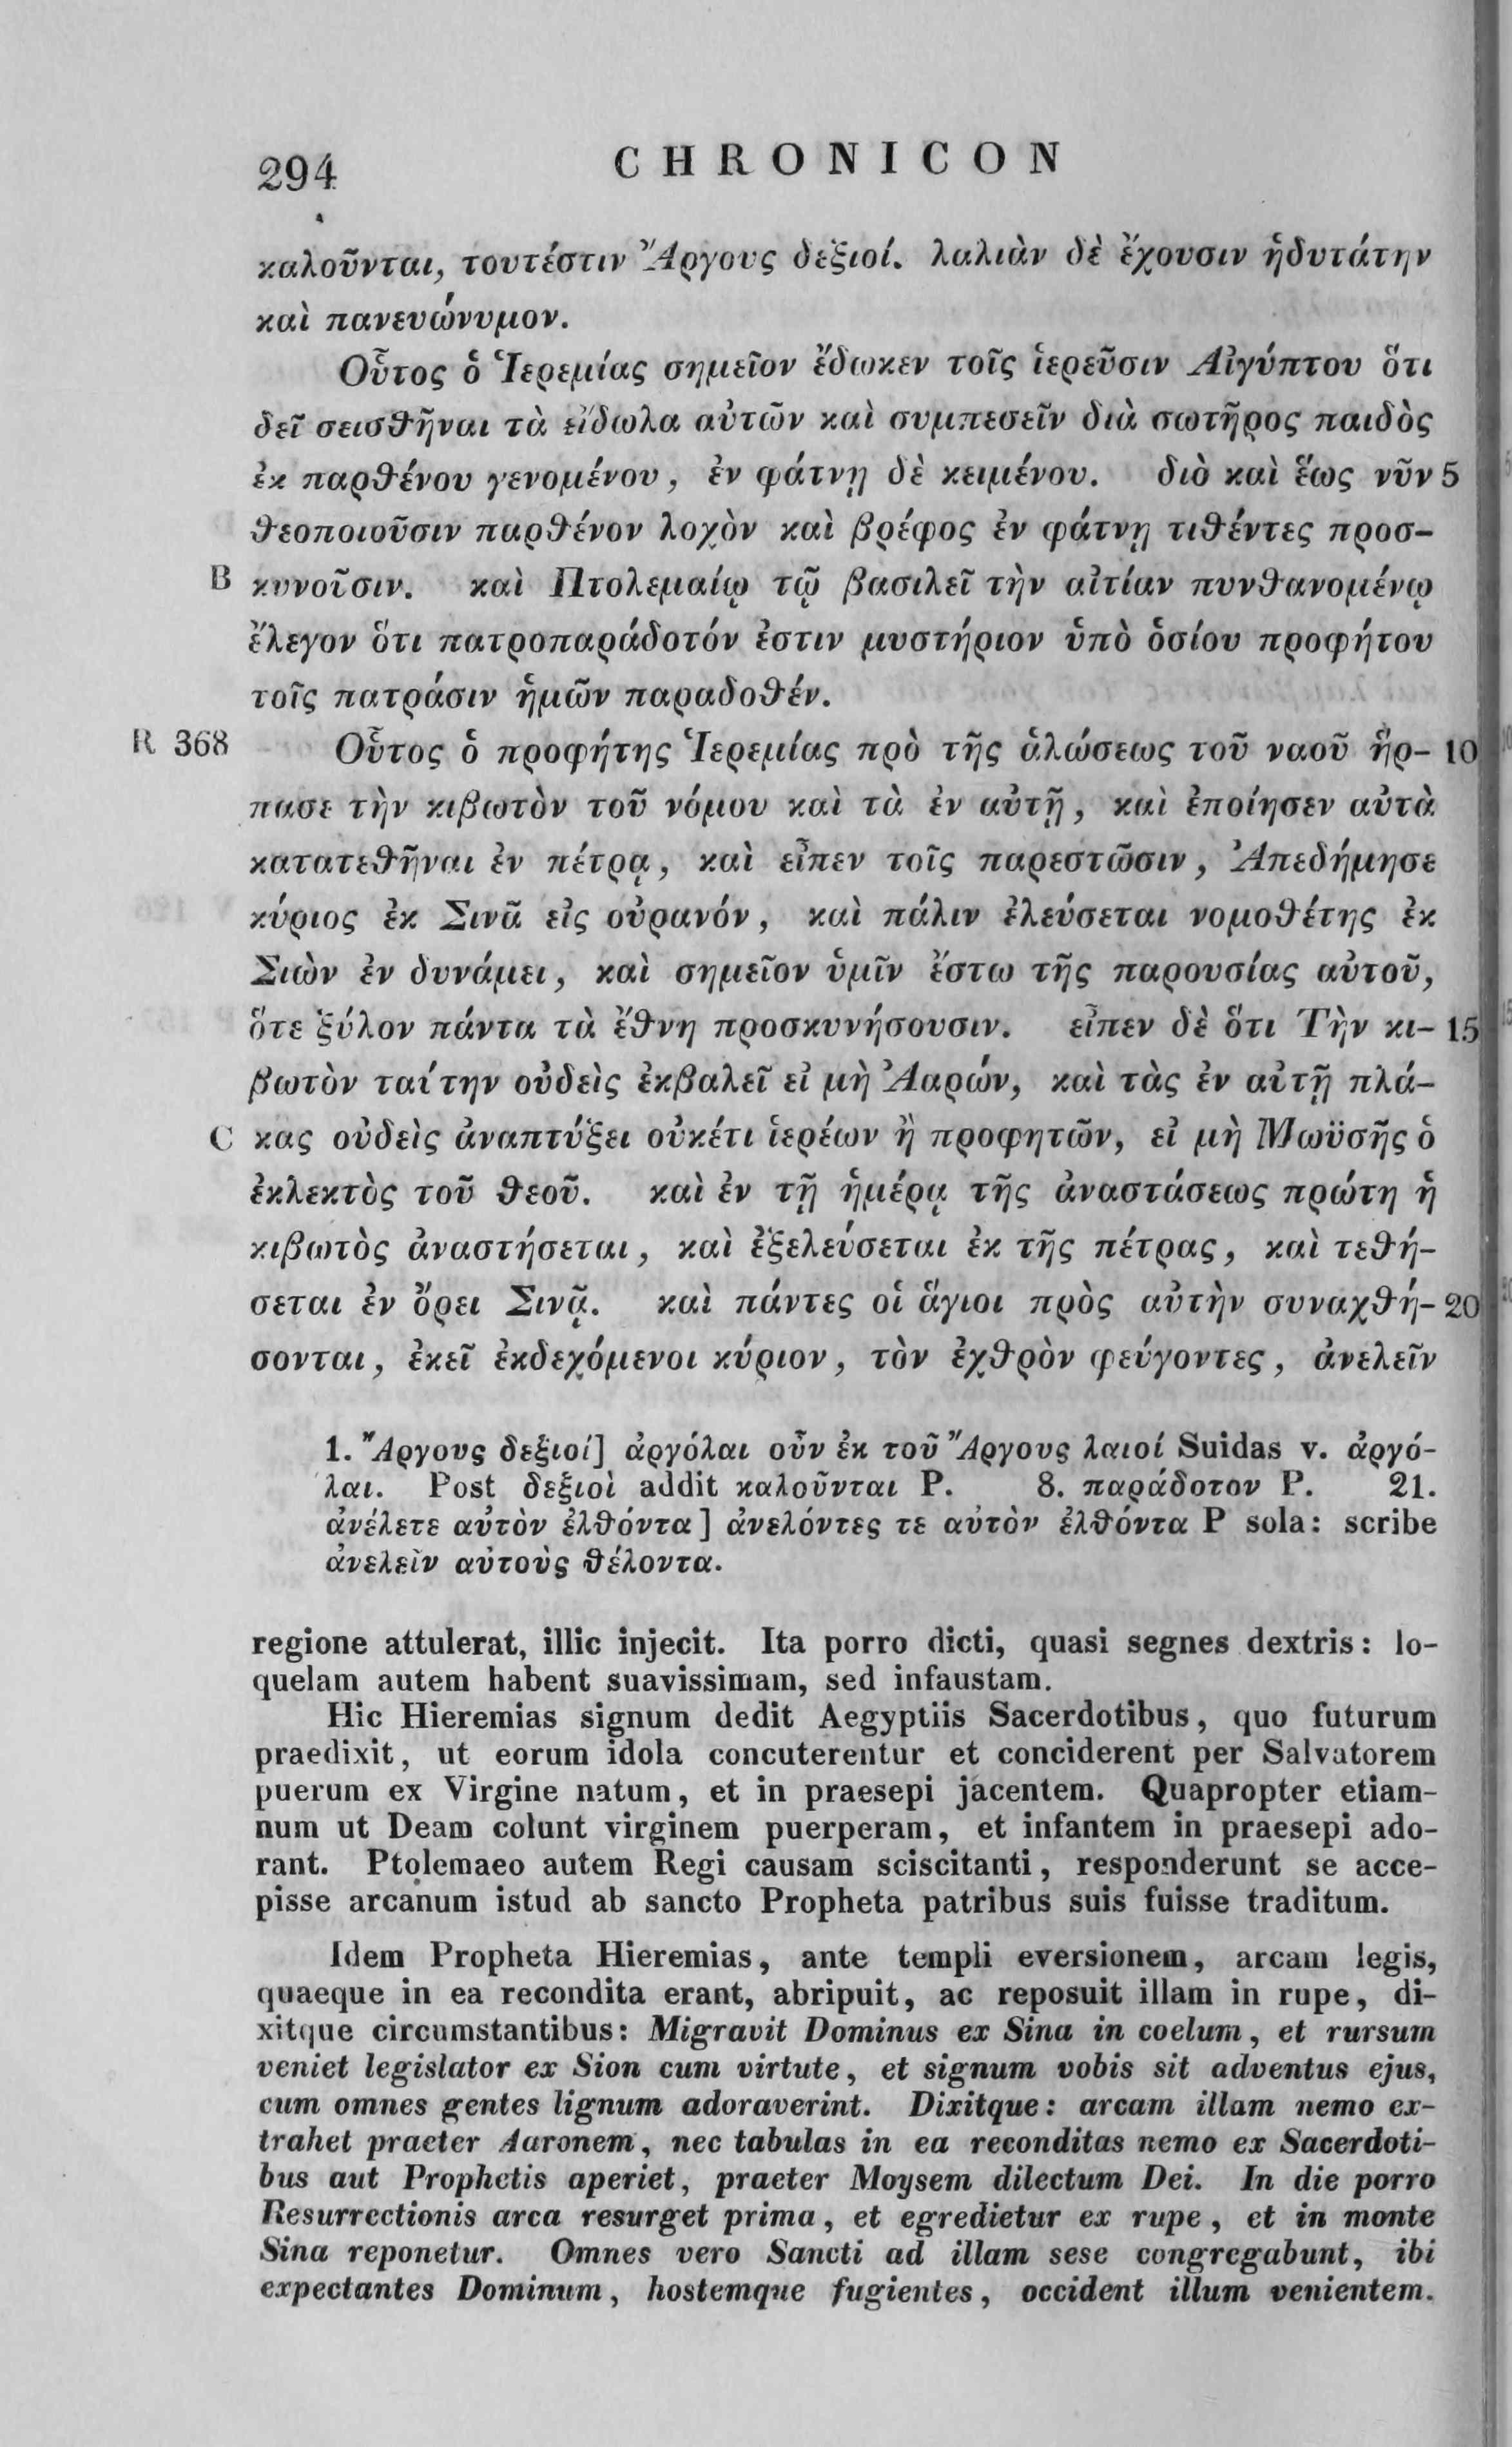 294 CHRONICON
καλοῦνται, τουτέστιν Ἄργους δεξιοί. λαλιὰν δὲ ἔχουσιν ἡδυτάτην
καὶ πανευώνυμον.
Οὗτος ὁ Ἱερεμίας σημεῖον ἔδωκεν τοῖς ἱερεῦσιν Αἰγύπτου ὅτι
δεῖ σεισθῆναι τὰ εἴδωλα αὐτῶν καὶ συμπεσεῖν διὰ σωτῆρος παιδὸς
ἐκ παρθένου γενομένου, ἐν φάτνῃ δὲ κειμένου. διὸ καὶ ἕως νῦν 5
θεοποιοῦσιν παρθένον λοχὸν καὶ βρέφος ἐν φάτνῃ τιθέντες προσ-
B κυνοῦσιν. καὶ Πτολεμαίῳ τῷ βασιλεῖ τὴν αἰτίαν πυνθανομένῳ
ἔλεγον ὅτι πατροπαράδοτόν ἐστιν μυστήριον ὑπὸ ὁσίου προφήτου
τοῖς πατράσιν ἡμῶν παραδοθέν.
R 368 Οὗτος ὁ προφήτης Ἱερεμίας πρὸ τῆς ἁλώσεως τοῦ ναοῦ ἥρ- 10
πασε τὴν κιβωτὸν τοῦ νόμου καὶ τὰ ἐν αὐτῇ, καὶ ἐποίησεν αὐτὰ
κατατεθῆναι ἐν πέτρᾳ, καὶ εἶπεν τοῖς παρεστῶσιν, Ἀπεδήμησε
κύριος ἐκ Σινᾶ εἰς οὐρανόν, καὶ πάλιν ἐλεύσεται νομοθέτης ἐκ
Σιὼν ἐν δυνάμει, καὶ σημεῖον ὑμῖν ἔστω τῆς παρουσίας αὐτοῦ,
ὅτε ξύλον πάντα τὰ ἔθνη προσκυνήσουσιν. εἶπεν δὲ ὅτι Τὴν κι- 15
βωτὸν ταύτην οὐδεὶς ἐκβαλεῖ εἰ μὴ Ἀαρών, καὶ τὰς ἐν αὐτῇ πλά-
C κας οὐδεὶς ἀναπτύξει οὐκέτι ἱερέων ἢ προφητῶν, εἰ μὴ Μωϋσῆς ὁ
ἐκλεκτὸς τοῦ θεοῦ. καὶ ἐν τῇ ἡμέρᾳ τῆς ἀναστάσεως πρώτη ἡ
κιβωτὸς ἀναστήσεται, καὶ ἐξελεύσεται ἐκ τῆς πέτρας, καὶ τεθή-
σεται ἐν ὄρει Σινᾷ. καὶ πάντες οἱ ἅγιοι πρὸς αὐτὴν συναχθή- 20
σονται, ἐκεῖ ἐκδεχόμενοι κύριον, τὸν ἐχθρὸν φεύγοντες, ἀνελεῖν
1. Ἄργους δεξιοί] ἀργόλαι οὖν ἐκ τοῦ Ἄργους λαιοί Suidas v. ἀργό-
λαι. Post δεξιοὶ addit καλοῦνται P. 8. παράδοτον P. 21.
ἀνέλετε αὐτὸν ἐλθόντα] ἀνελόντες τε αὐτὸν ἐλθόντα P sola: scribe
ἀνελεῖν αὐτοὺς θέλοντα.
regione attulerat, illic injecit. Ita porro dicti, quasi segnes dextris: lo-
quelam autem habent suavissimam, sed infaustam.
Hic Hieremias signum dedit Aegyptiis Sacerdotibus, quo futurum
praedixit, ut eorum idola concuterentur et conciderent per Salvatorem
puerum ex Virgine natum, et in praesepi jacentem. Quapropter etiam-
num ut Deam colunt virginem puerperam, et infantem in praesepi ado-
rant. Ptolemaeo autem Regi causam sciscitanti, responderunt se acce-
pisse arcanum istud ab sancto Propheta patribus suis fuisse traditum.
Idem Propheta Hieremias, ante templi eversionem, arcam legis,
quaeque in ea recondita erant, abripuit, ac reposuit illam in rupe, di-
xitque circumstantibus: Migravit Dominus ex Sina in coelum, et rursum
veniet legislator ex Sion cum virtute, et signum vobis sit adventus ejus,
cum omnes gentes lignum adoraverint. Dixitque: arcam illam nemo ex-
trahet praeter Aaronem, nec tabulas in ea reconditas nemo ex Sacerdoti-
bus aut Prophetis aperiet, praeter Moysem dilectum Dei. In die porro
Resurrectionis arca resurget prima, et egredietur ex rupe, et in monte
Sina reponetur. Omnes vero Sancti ad illam sese congregabunt, ibi
expectantes Dominum, hostemque fugientes, occident illum venientem.